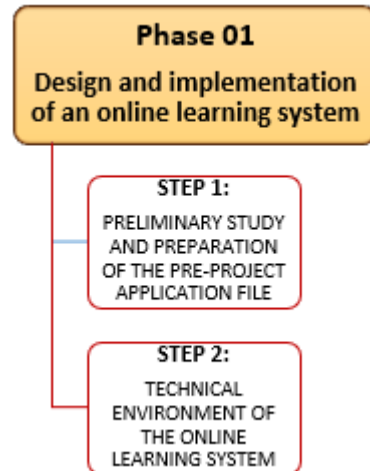 Phase 01
Design and implementation
of an online learning system
STEP 1:
PRELIMINARY STUDY
AND PREPARATION
OF THE PRE-PROJECT
APPLICATION FILE
STEP 2:
TECHNICAL
ENVIRONMENT OF
THE ONLINE
LEARNING SYSTEM